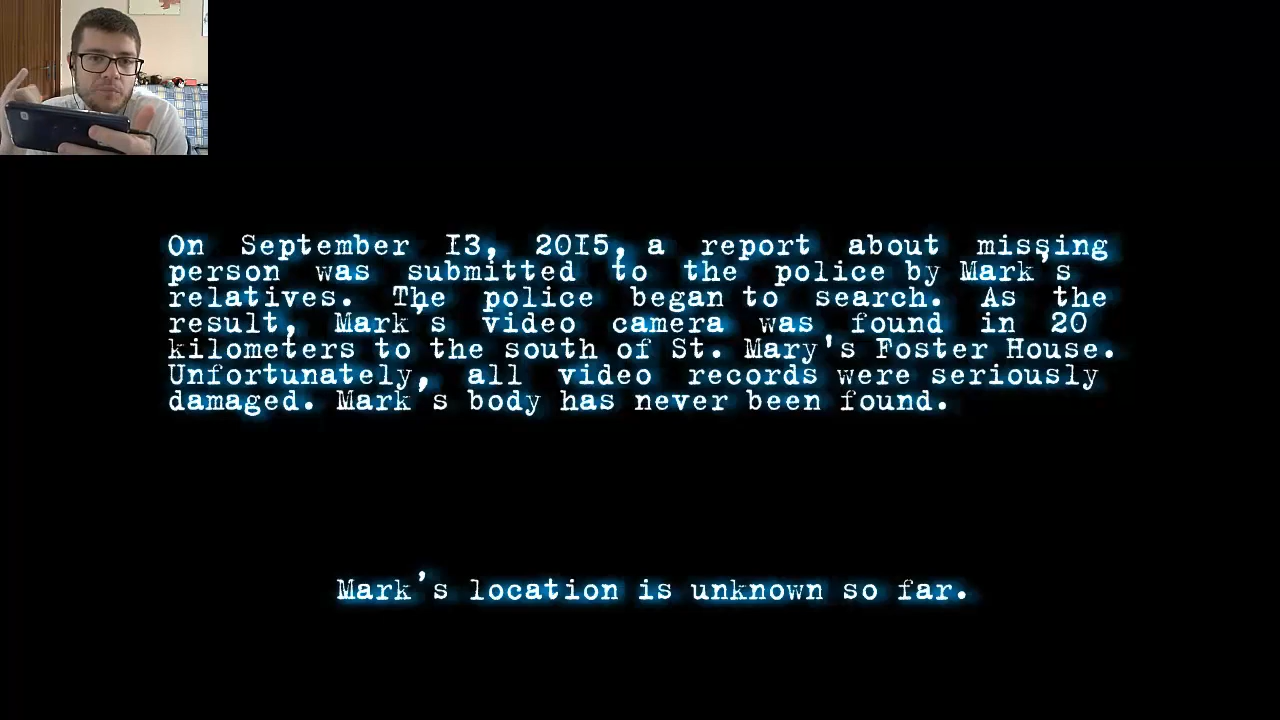 On September 13, 2015, a report about missing
person was submitted to the police by Mark's
relatives. The police began to search. As the
result, Mark's video camera was found in 20
kilometers to the south of St. Mary's Foster House.
Unfortunately, all video records were seriously
damaged. Mark's body has never been found.
Mark's location is unknown so far.